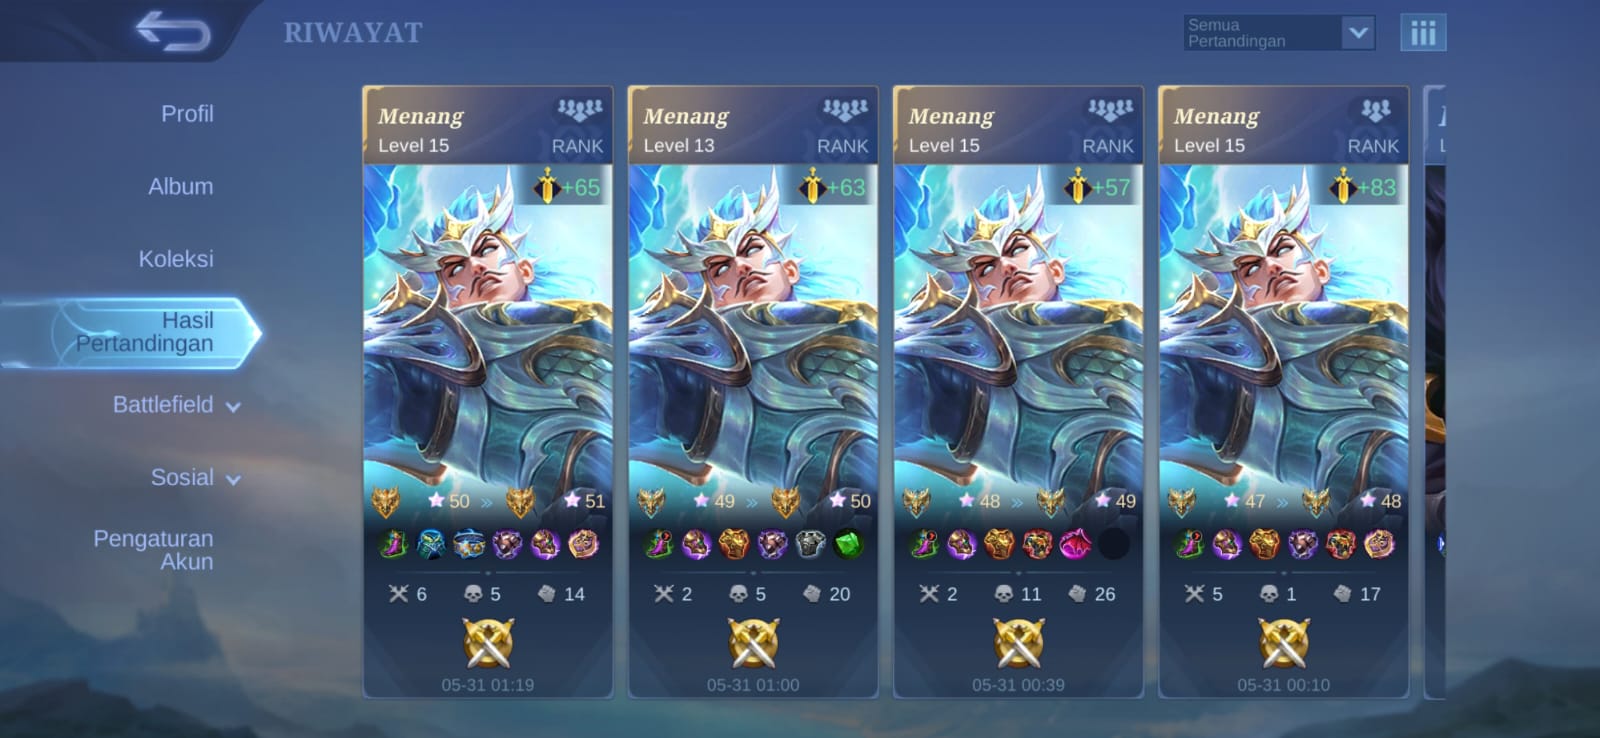 RIWAYAT
Semua
Pertandingan
Profil
Album
Koleksi
Hasil
Pertandingan
Battlefield
Sosial
Pengaturan
Akun
Menang
Level 15
RANK
+65
50 » 51
6 5 14
05-31 01:19
Menang
Level 13
RANK
+63
49 » 50
2 5 20
05-31 01:00
Menang
Level 15
RANK
+57
48 » 49
2 11 26
05-31 00:39
Menang
Level 15
RANK
+83
47 » 48
5 1 17
05-31 00:10